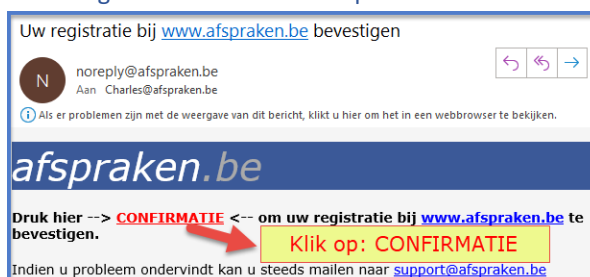 Uw registratie bij www.afspraken.be bevestigen
N
noreply@afspraken.be
Aan Charles@afspraken.be
Als er problemen zijn met de weergave van dit bericht, klikt u hier om het in een webbrowser te bekijken.
afspraken.be
Druk hier --> CONFIRMATIE <-- om uw registratie bij www.afspraken.be te
bevestigen.
Klik op: CONFIRMATIE
Indien u probleem ondervindt kan u steeds mailen naar support@afspraken.be